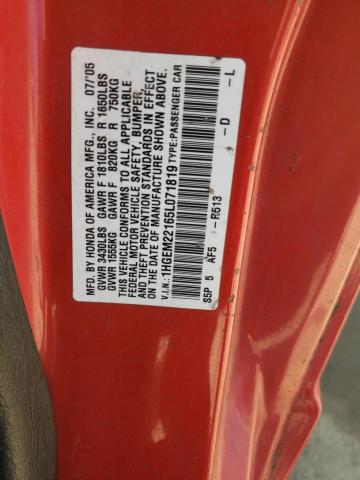 MFD. BY HONDA OF AMERICA MFG., INC. 07/'05
GVWR 3430LBS GAWR F 1810LBS R 1650LBS
GVWR 1555KG GAWR F 820KG R 750KG
THIS VEHICLE CONFORMS TO ALL APPLICABLE
FEDERAL MOTOR VEHICLE SAFETY, BUMPER,
AND THEFT PREVENTION STANDARDS IN EFFECT
ON THE DATE OF MANUFACTURE SHOWN ABOVE.
V.I.N.: 1HGEM22165L071819 TYPE:PASSENGER CAR
S5P 5 AF5 - R513 - D - L